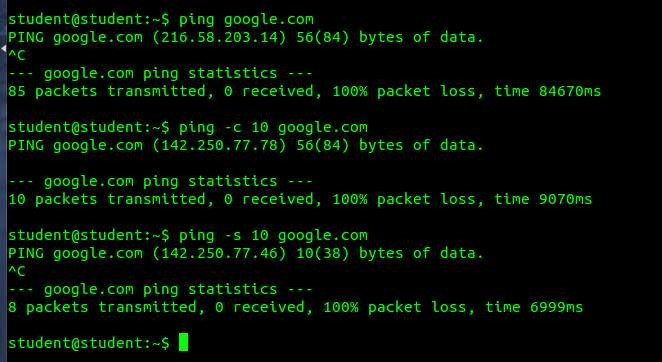 student@student:~$ ping google.com
PING google.com (216.58.203.14) 56(84) bytes of data.
^C
--- google.com ping statistics ---
85 packets transmitted, 0 received, 100% packet loss, time 84670ms
student@student:~$ ping -c 10 google.com
PING google.com (142.250.77.78) 56(84) bytes of data.
--- google.com ping statistics ---
10 packets transmitted, 0 received, 100% packet loss, time 9070ms
student@student:~$ ping -s 10 google.com
PING google.com (142.250.77.46) 10(38) bytes of data.
^C
--- google.com ping statistics ---
8 packets transmitted, 0 received, 100% packet loss, time 6999ms
student@student:~$